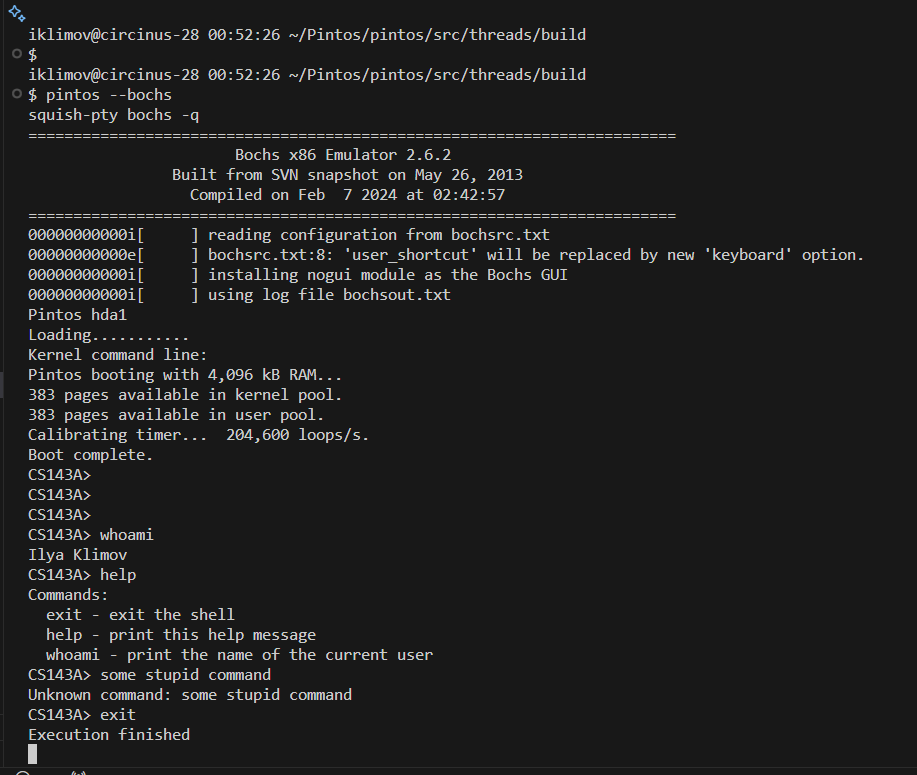 iklimov@circinus-28 00:52:26 ~/Pintos/pintos/src/threads/build
$
iklimov@circinus-28 00:52:26 ~/Pintos/pintos/src/threads/build
$ pintos --bochs
squish-pty bochs -q
========================================================================
                       Bochs x86 Emulator 2.6.2
                Built from SVN snapshot on May 26, 2013
                  Compiled on Feb  7 2024 at 02:42:57
========================================================================
00000000000i[     ] reading configuration from bochsrc.txt
00000000000e[     ] bochsrc.txt:8: 'user_shortcut' will be replaced by new 'keyboard' option.
00000000000i[     ] installing nogui module as the Bochs GUI
00000000000i[     ] using log file bochsout.txt
Pintos hda1
Loading...........
Kernel command line:
Pintos booting with 4,096 kB RAM...
383 pages available in kernel pool.
383 pages available in user pool.
Calibrating timer...  204,600 loops/s.
Boot complete.
CS143A>
CS143A>
CS143A>
CS143A> whoami
Ilya Klimov
CS143A> help
Commands:
  exit - exit the shell
  help - print this help message
  whoami - print the name of the current user
CS143A> some stupid command
Unknown command: some stupid command
CS143A> exit
Execution finished